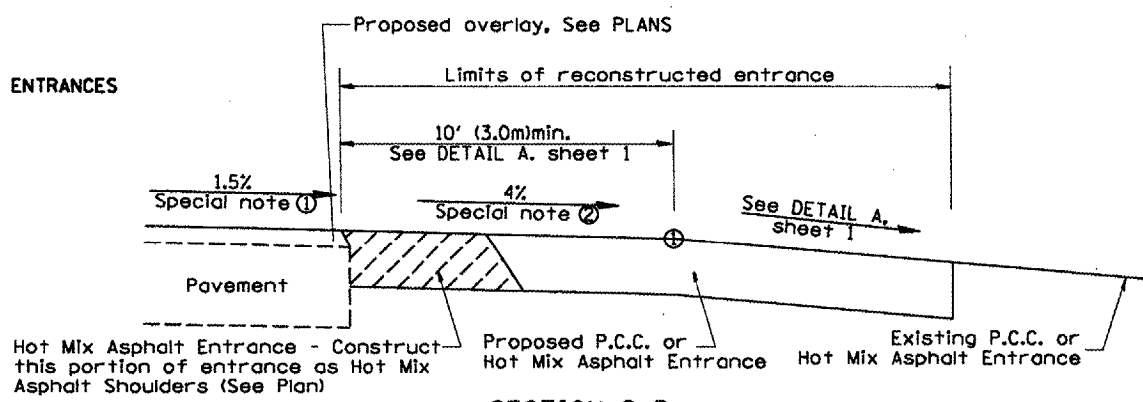 Proposed overlay, See PLANS
ENTRANCES
Limits of reconstructed entrance
10' (3.0m)min.
See DETAIL A. sheet 1
1.5%
Special note ①
4%
Special note ②
See DETAIL A.
sheet 1
①
Pavement
Hot Mix Asphalt Entrance - Construct
this portion of entrance as Hot Mix
Asphalt Shoulders (See Plan)
Proposed P.C.C. or
Hot Mix Asphalt Entrance
Existing P.C.C. or
Hot Mix Asphalt Entrance